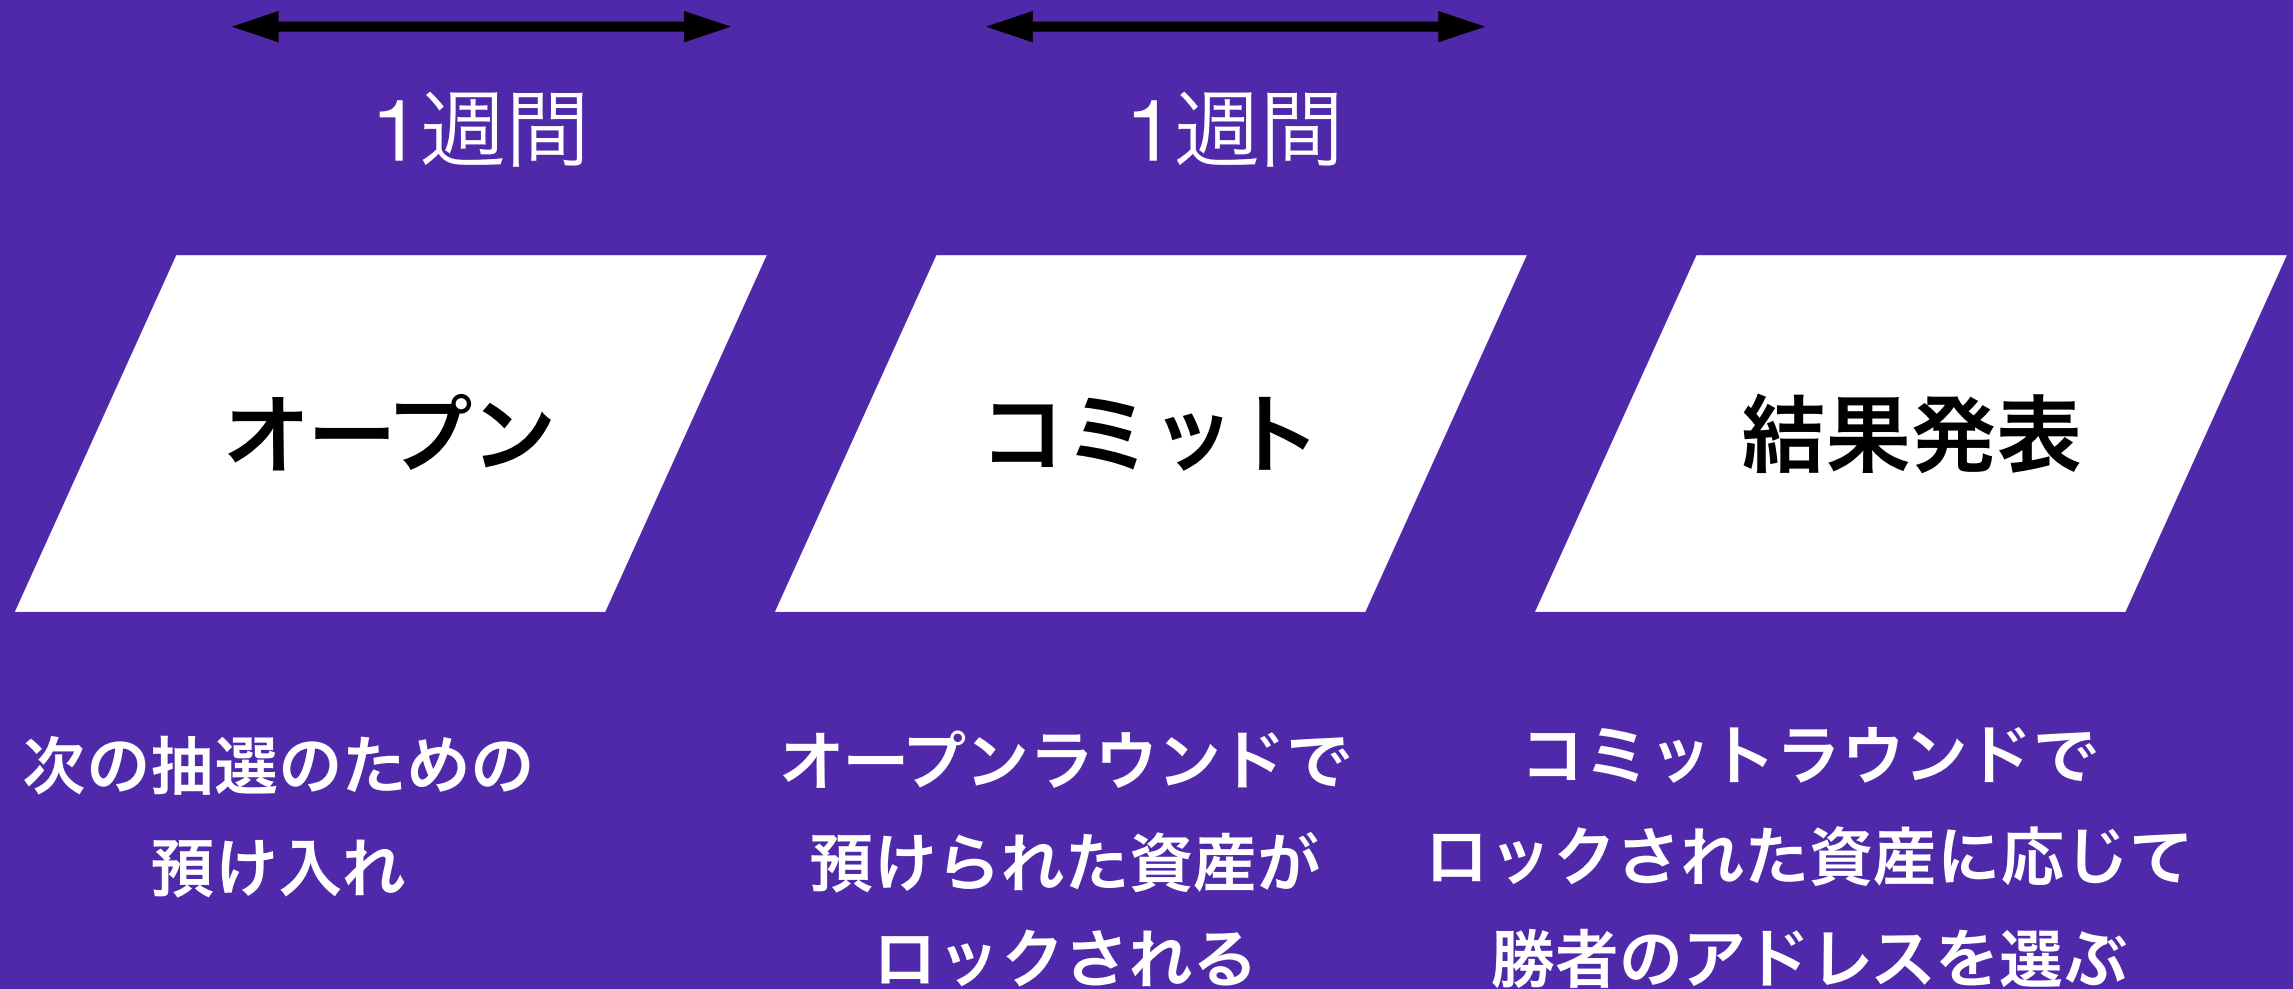 1週間
1週間
オープン
コミット
結果発表
次の抽選のための
預け入れ
オープンラウンドで
預けられた資産が
ロックされる
コミットラウンドで
ロックされた資産に応じて
勝者のアドレスを選ぶ